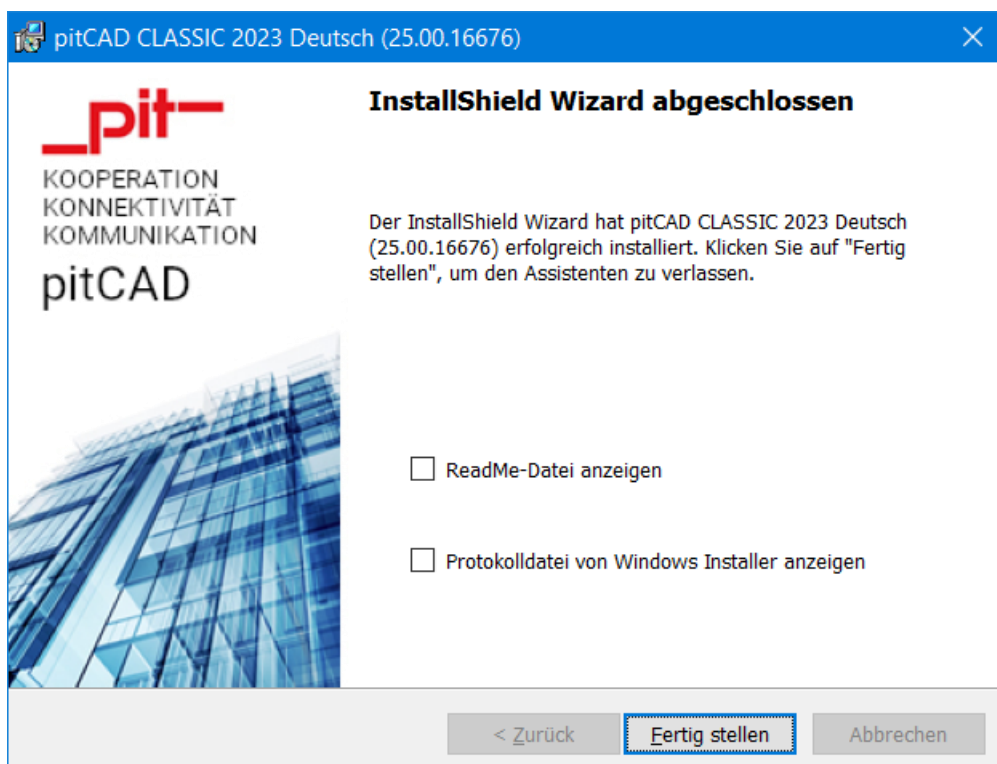 pitCAD CLASSIC 2023 Deutsch (25.00.16676)
_pit
KOOPERATION
KONNEKTIVITÄT
KOMMUNIKATION
pitCAD
InstallShield Wizard abgeschlossen
Der InstallShield Wizard hat pitCAD CLASSIC 2023 Deutsch
(25.00.16676) erfolgreich installiert. Klicken Sie auf "Fertig
stellen", um den Assistenten zu verlassen.
ReadMe-Datei anzeigen
Protokolldatei von Windows Installer anzeigen
< Zurück
Fertig stellen
Abbrechen